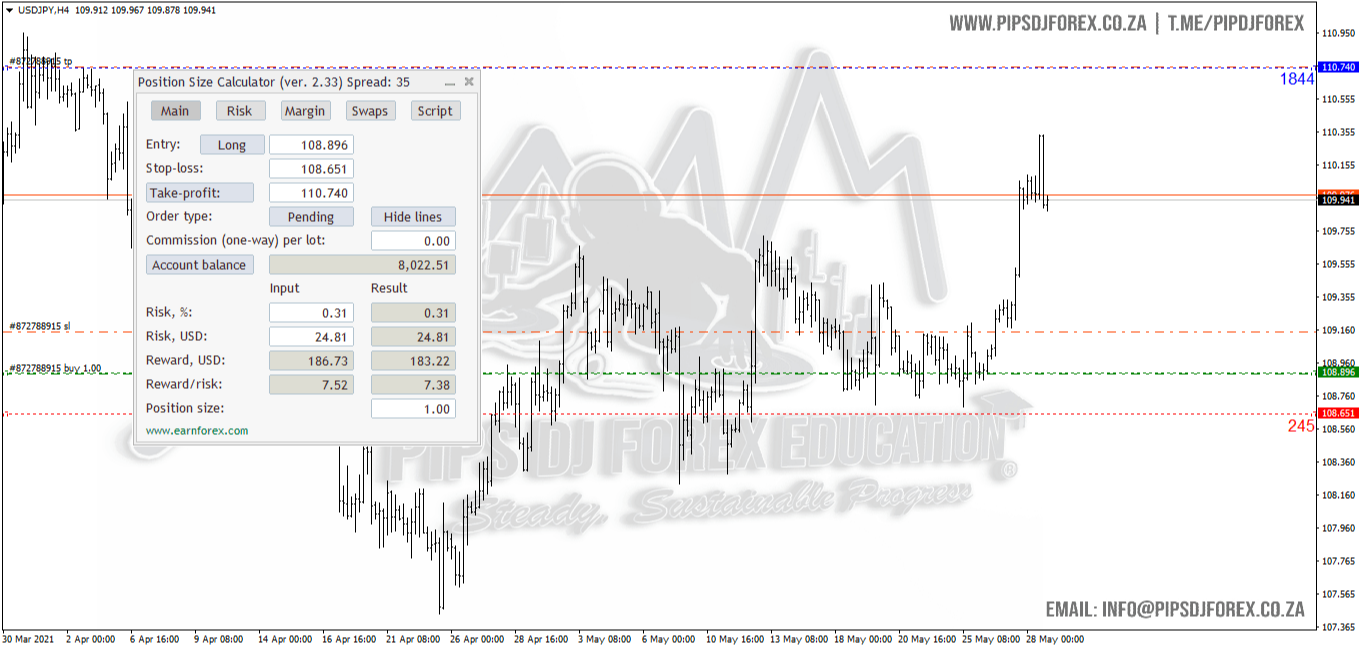 USDJPY,H4 109.912 109.967 109.878 109.941
WWW.PIPSDJFOREX.CO.ZA | T.ME/PIPDJFOREX
110.950
#872788915 tp
110.740
1844
Position Size Calculator (ver. 2.33) Spread: 35
Main Risk Margin Swaps Script
Entry: Long 108.896
Stop-loss: 108.651
Take-profit: 110.740
Order type: Pending Hide lines
Commission (one-way) per lot: 0.00
Account balance 8,022.51
Input Result
Risk, %: 0.31 0.31
Risk, USD: 24.81 24.81
Reward, USD: 186.73 183.22
Reward/risk: 7.52 7.38
Position size: 1.00
www.earnforex.com
110.555
110.355
110.155
109.941
109.755
109.555
109.355
#872788915 sl
109.160
108.960
#872788915 buy 1.00
108.896
108.760
108.651
245
108.560
108.360
108.160
107.960
107.765
107.565
107.365
PIPS DJ FOREX EDUCATION
®
Steady, Sustainable Progress
EMAIL: INFO@PIPSDJFOREX.CO.ZA
30 Mar 2021 2 Apr 00:00 6 Apr 16:00 9 Apr 08:00 14 Apr 00:00 16 Apr 16:00 21 Apr 08:00 26 Apr 00:00 28 Apr 16:00 3 May 08:00 6 May 00:00 10 May 16:00 13 May 08:00 18 May 00:00 20 May 16:00 25 May 08:00 28 May 00:00